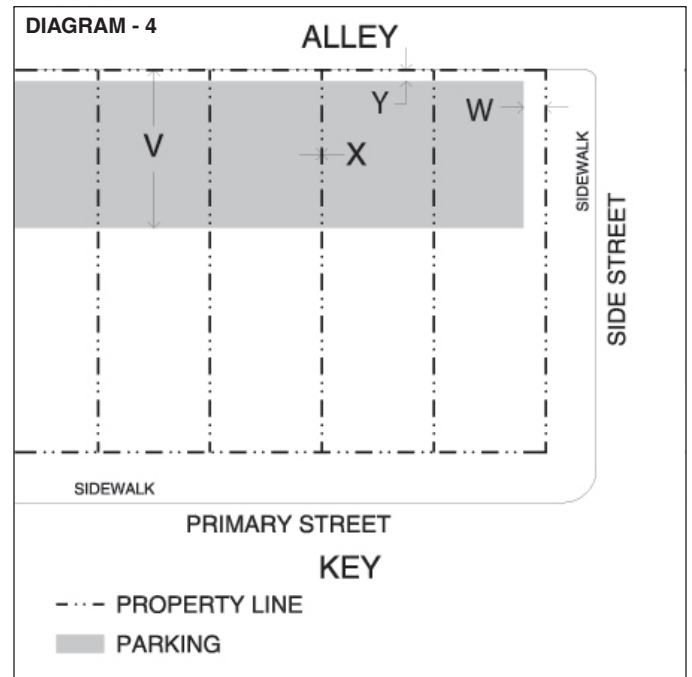 DIAGRAM - 4
ALLEY
Y
W
V
X
SIDEWALK
SIDE STREET
SIDEWALK
PRIMARY STREET
KEY
PROPERTY LINE
PARKING